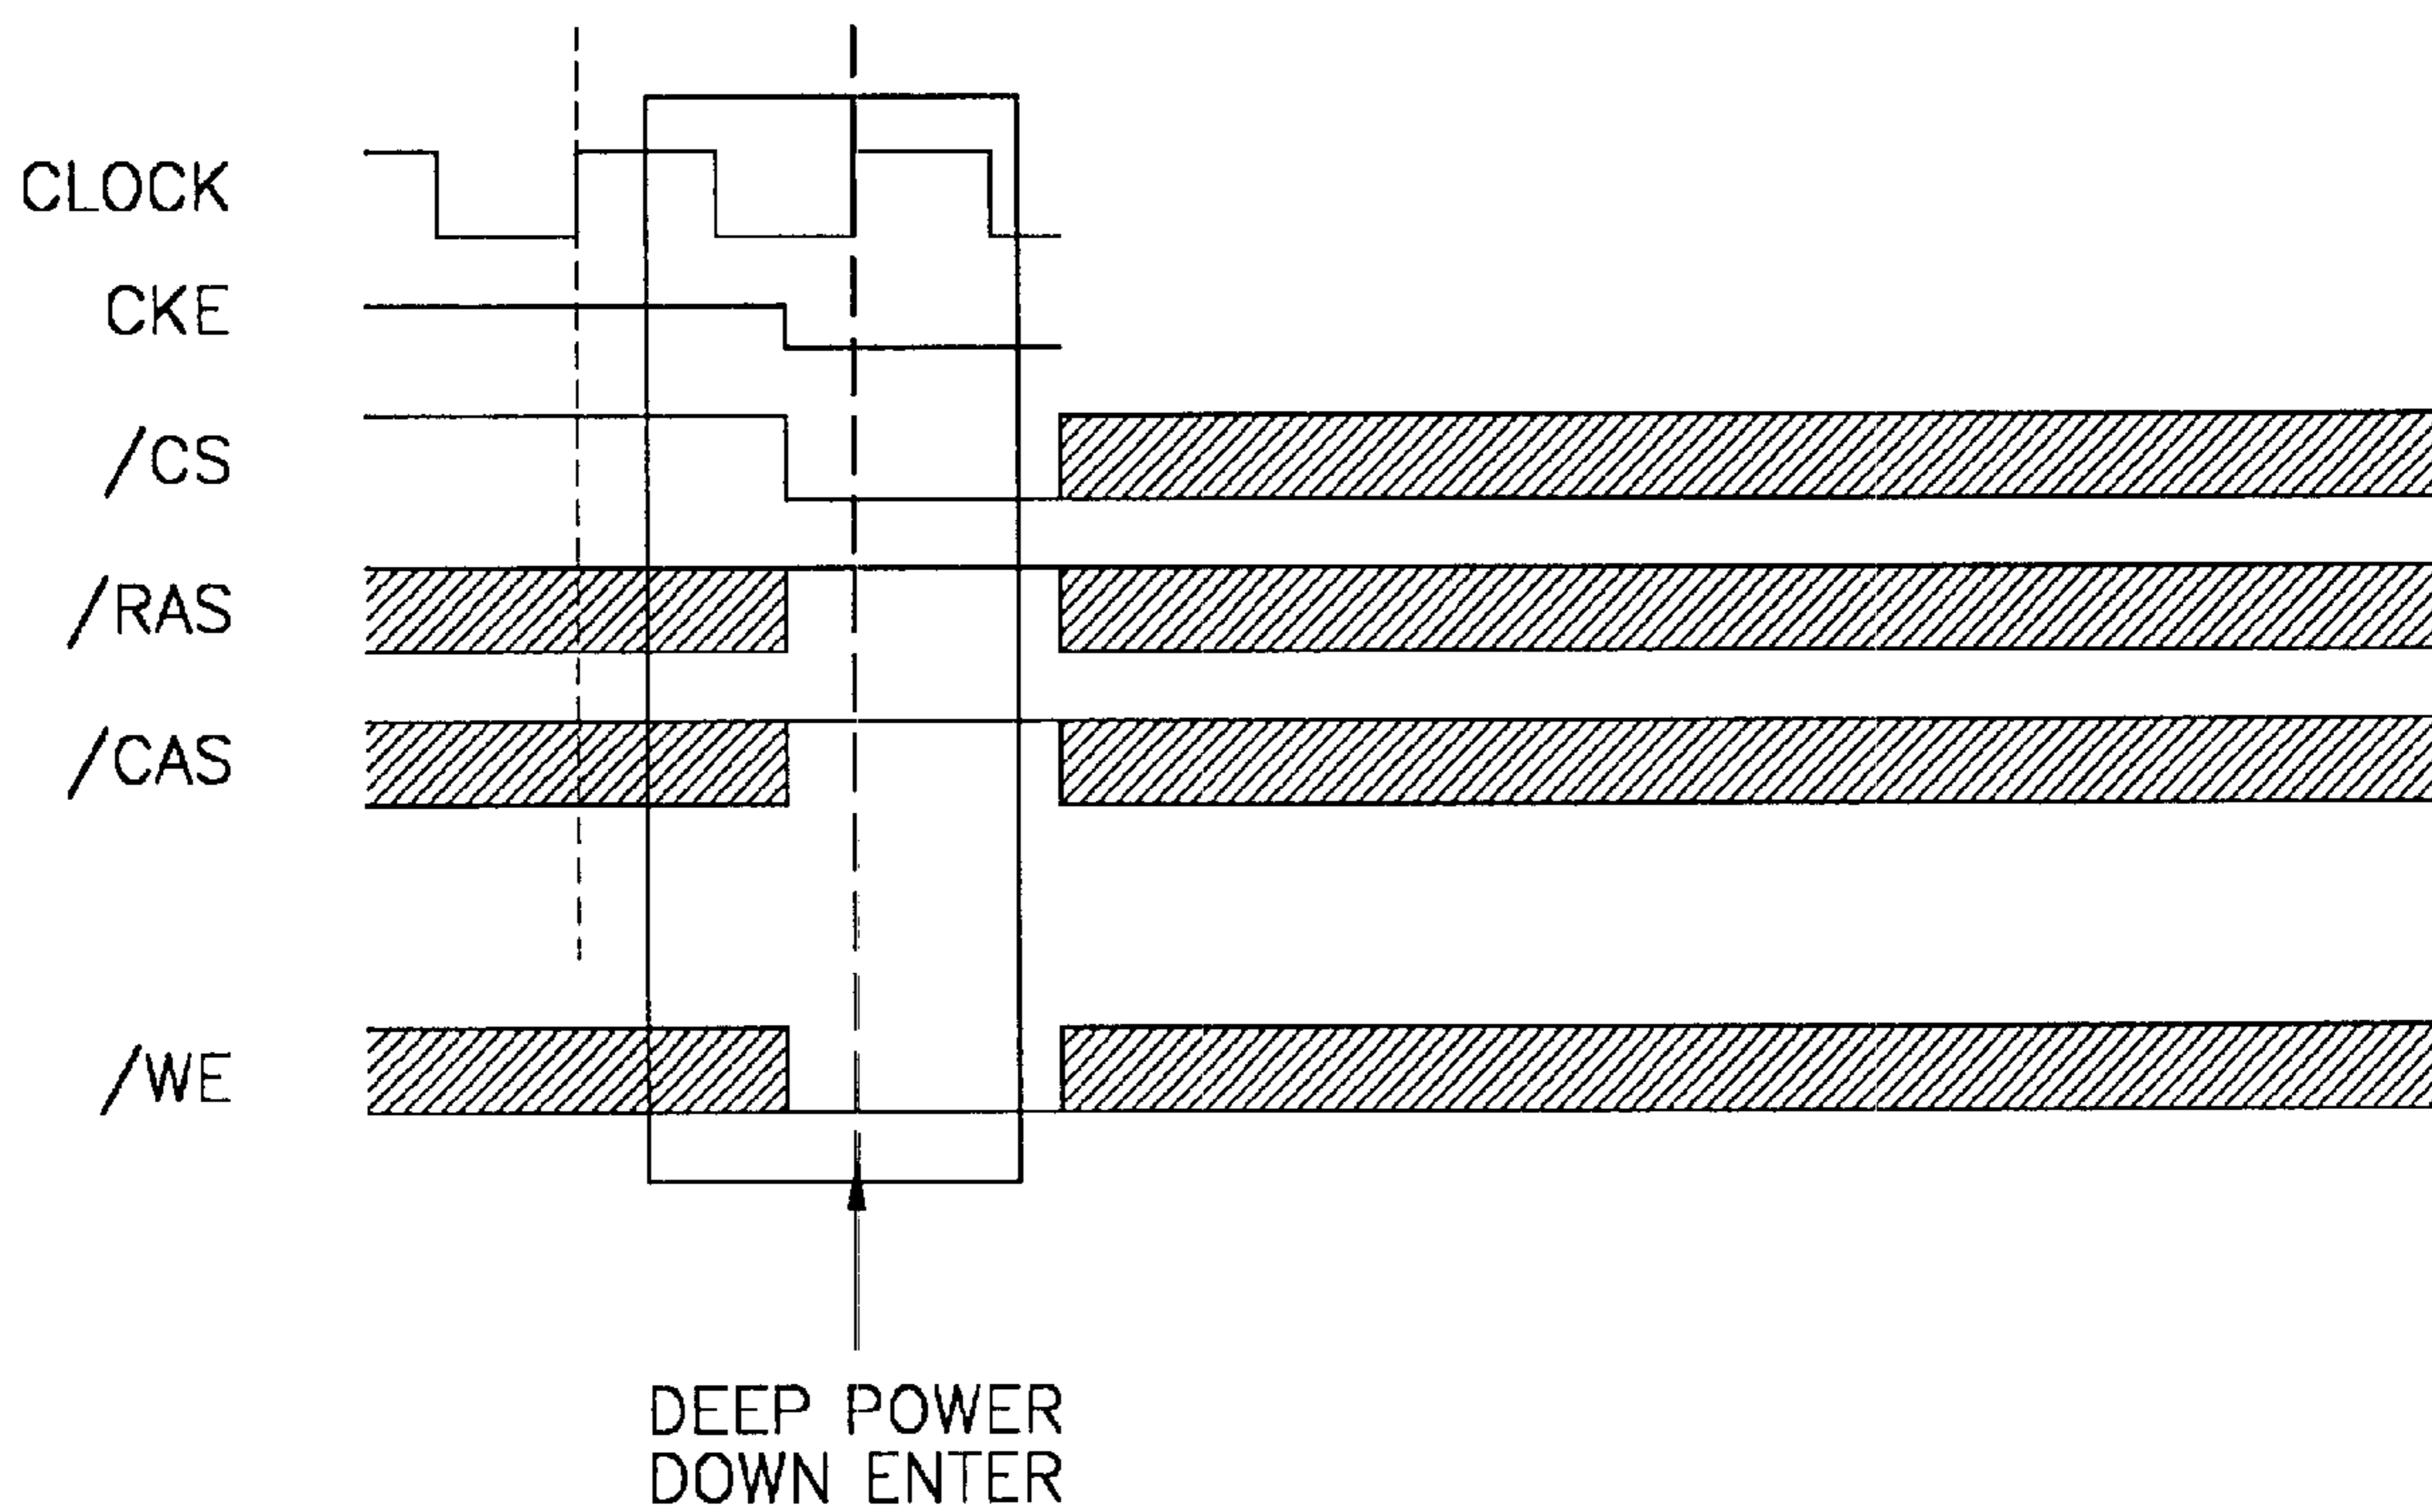 CLOCK
CKE
/CS
/RAS
/CAS
/WE
DEEP POWER
DOWN ENTER